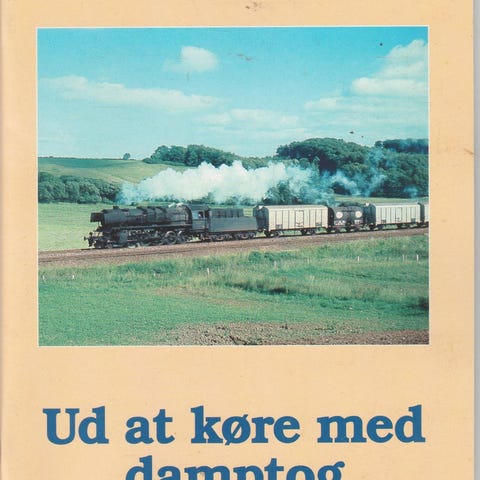 Ud at køre med
damptog